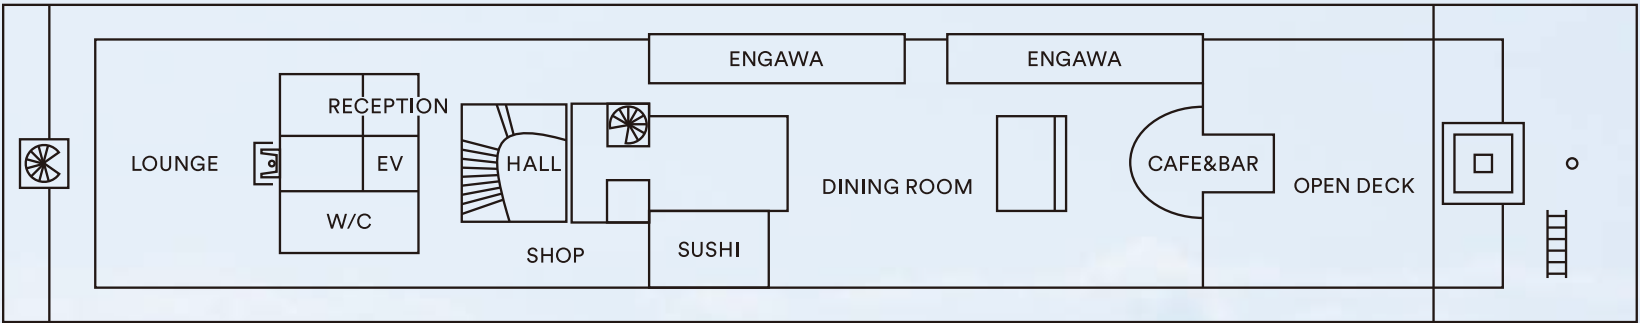 ENGAWA
ENGAWA
RECEPTION
LOUNGE
EV
HALL
W/C
SHOP
SUSHI
DINING ROOM
CAFE&BAR
OPEN DECK